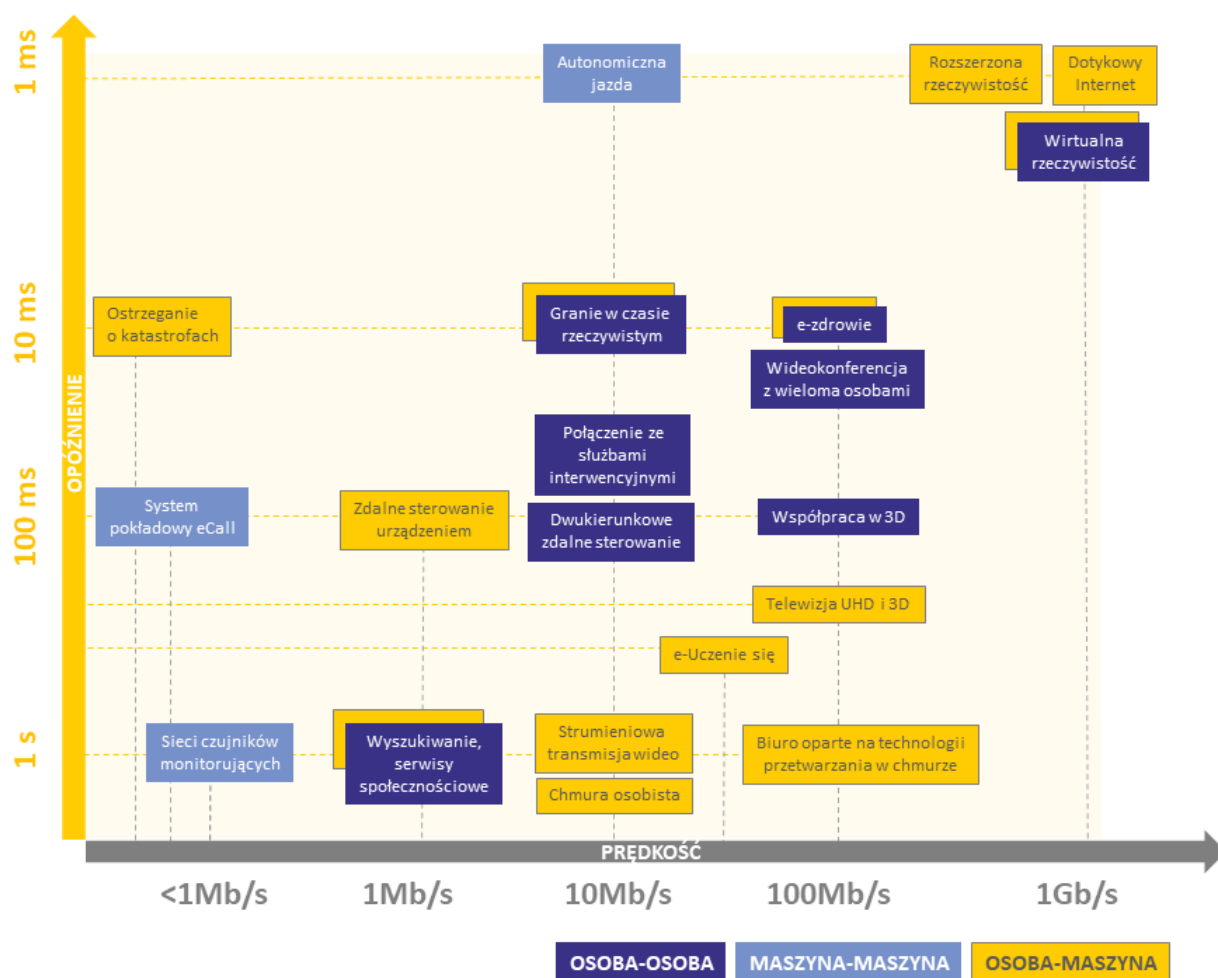 1 ms
Autonomiczna
jazda
Rozszerzona
rzeczywistość
Dotykowy
Internet
Wirtualna
rzeczywistość
10 ms
Ostrzeganie
o katastrofach
Granie w czasie
rzeczywistym
e-zdrowie
Wideokonferencja
z wieloma osobami
OPÓŹNIENIE
Połączenie ze
służbami
interwencyjnymi
100 ms
System
pokładowy eCall
Zdalne sterowanie
urządzeniem
Dwukierunkowe
zdalne sterowanie
Współpraca w 3D
Telewizja UHD i 3D
e-Uczenie się
1 s
Sieci czujników
monitorujących
Wyszukiwanie,
serwisy
społecznościowe
Strumieniowa
transmisja wideo
Chmura osobista
Biuro oparte na technologii
przetwarzania w chmurze
PRĘDKOŚĆ
<1Mb/s
1Mb/s
10Mb/s
100Mb/s
1Gb/s
OSOBA-OSOBA
MASZYNA-MASZYNA
OSOBA-MASZYNA